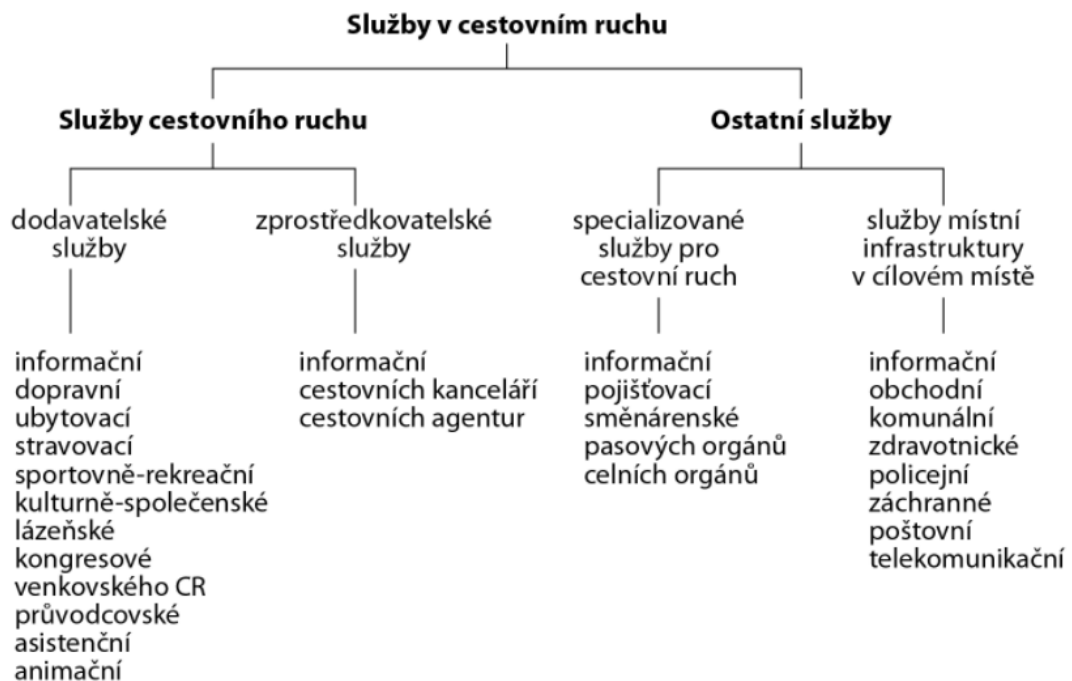 Služby v cestovním ruchu
Služby cestovního ruchu
Ostatní služby
dodavatelské
služby
zprostředkovatelské
služby
specializované
služby pro
cestovní ruch
služby místní
infrastruktury
v cílovém místě
informační
dopravní
ubytovací
stravovací
sportovně-rekreační
kulturně-společenské
lázeňské
kongresové
venkovského CR
průvodcovské
asistenční
animační
informační
cestovních kanceláří
cestovních agentur
informační
pojišťovací
směnárenské
pasových orgánů
celních orgánů
informační
obchodní
komunální
zdravotnické
policejní
záchranné
poštovní
telekomunikační